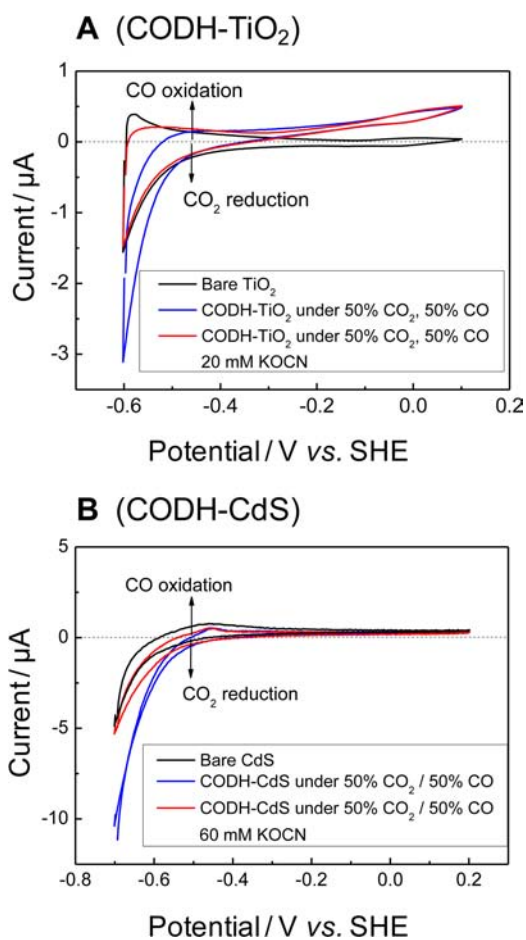 A (CODH-TiO₂)
CO oxidation
CO₂ reduction
Bare TiO₂
CODH-TiO₂ under 50% CO₂, 50% CO
CODH-TiO₂ under 50% CO₂, 50% CO
20 mM KOCN
Current / µA
1
0
-1
-2
-3
-0.6
-0.4
-0.2
0.0
0.2
Potential / V vs. SHE
B (CODH-CdS)
CO oxidation
CO₂ reduction
Bare CdS
CODH-CdS under 50% CO₂ / 50% CO
CODH-CdS under 50% CO₂ / 50% CO
60 mM KOCN
Current / µA
5
0
-5
-10
-0.8
-0.6
-0.4
-0.2
0.0
0.2
Potential / V vs. SHE